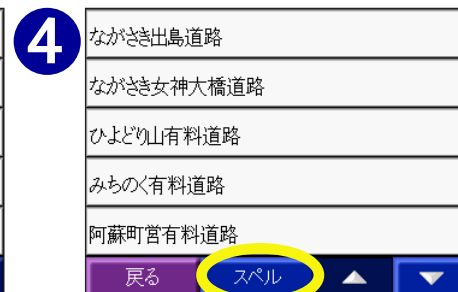 4
ながさき出島道路
ながさき女神大橋道路
ひよどり山有料道路
みちのく有料道路
阿蘇町営有料道路
戻る スペル ▲ ▼